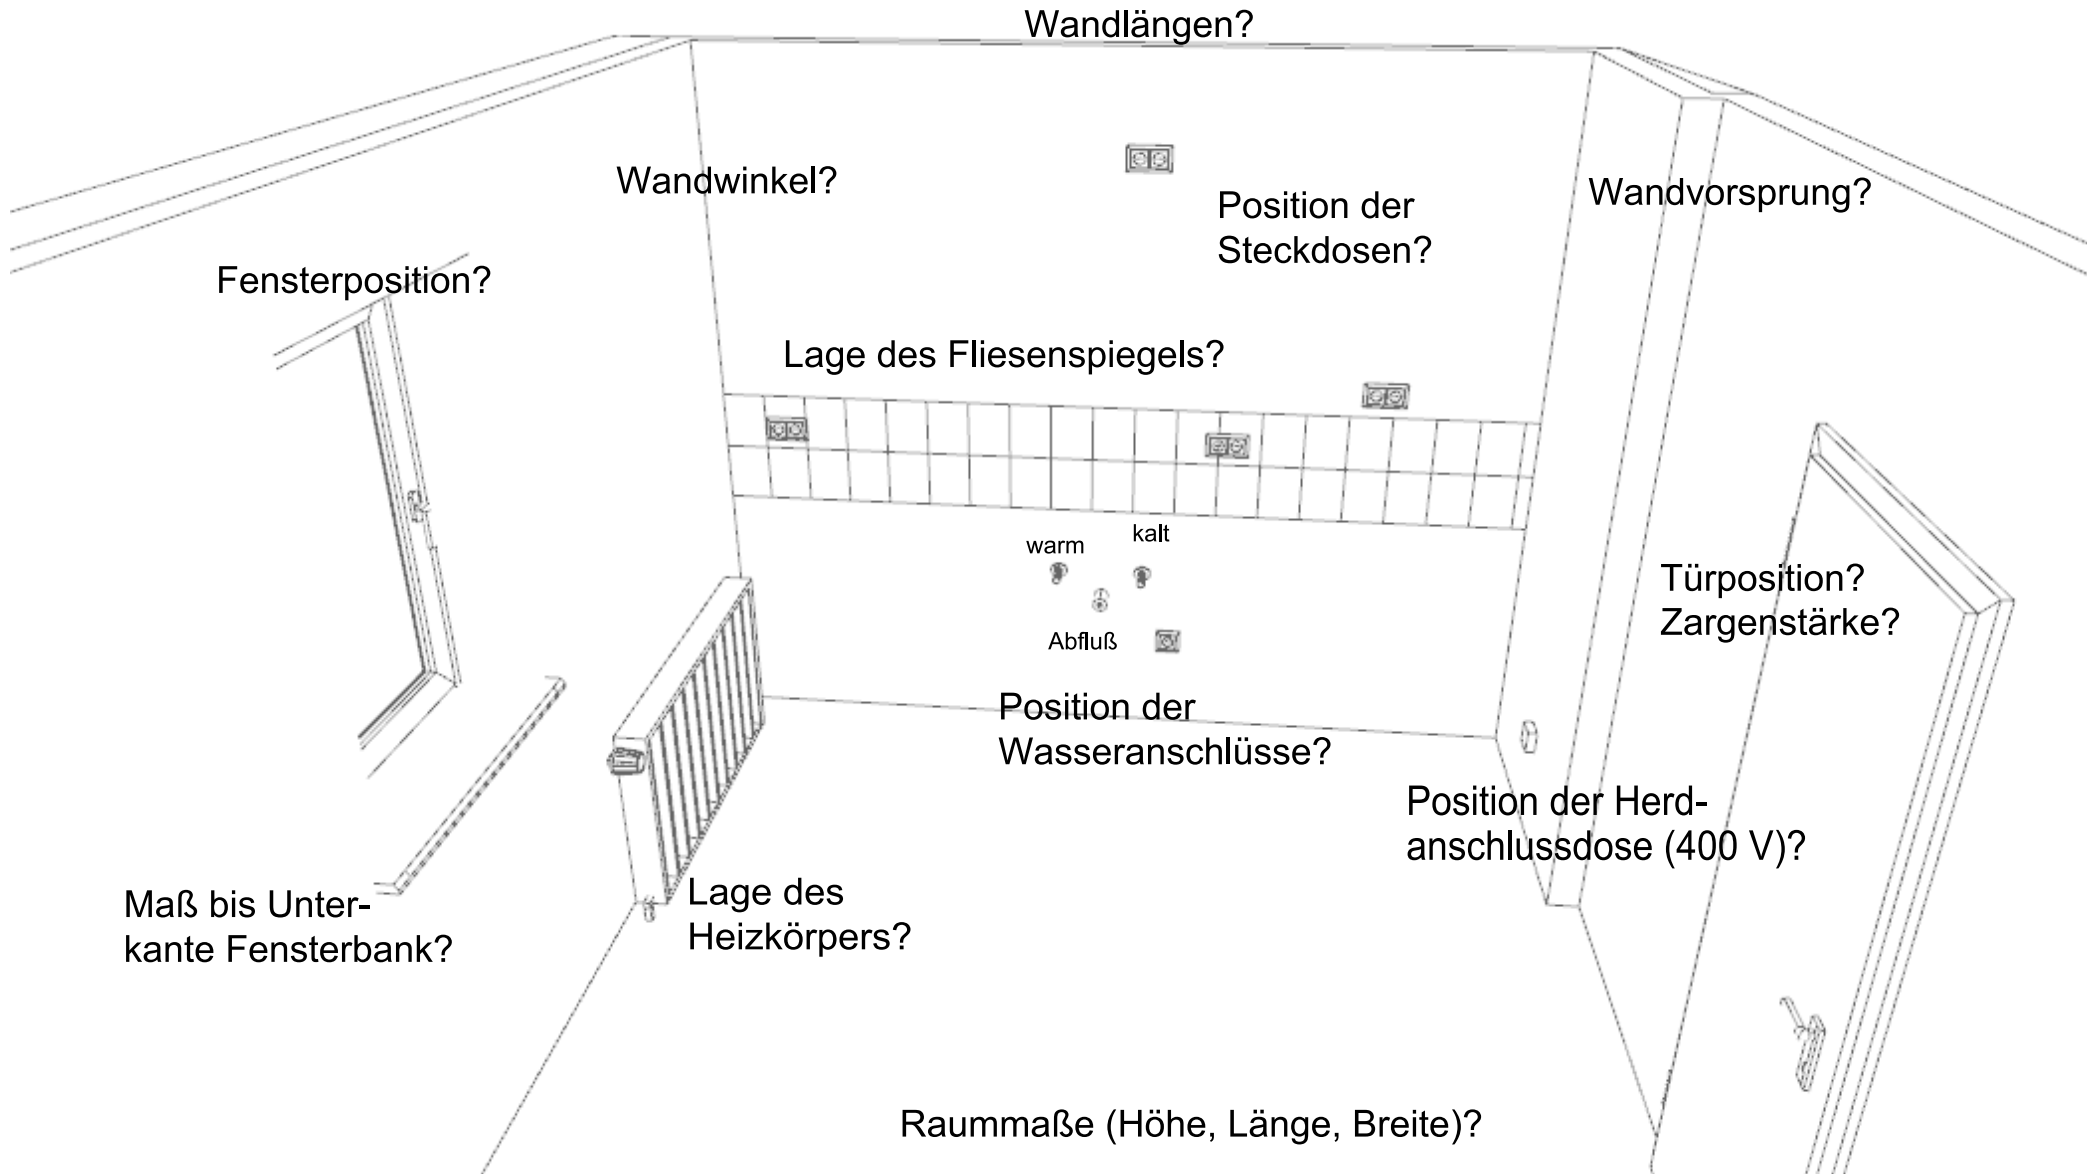 Wandlängen?
Wandwinkel?
Position der
Steckdosen?
Wandvorsprung?
Fensterposition?
Lage des Fliesenspiegels?
warm
kalt
Abfluß
Türposition?
Zargenstärke?
Position der
Wasseranschlüsse?
Position der Herd-
anschlussdose (400 V)?
Maß bis Unter-
kante Fensterbank?
Lage des
Heizkörpers?
Raummaße (Höhe, Länge, Breite)?